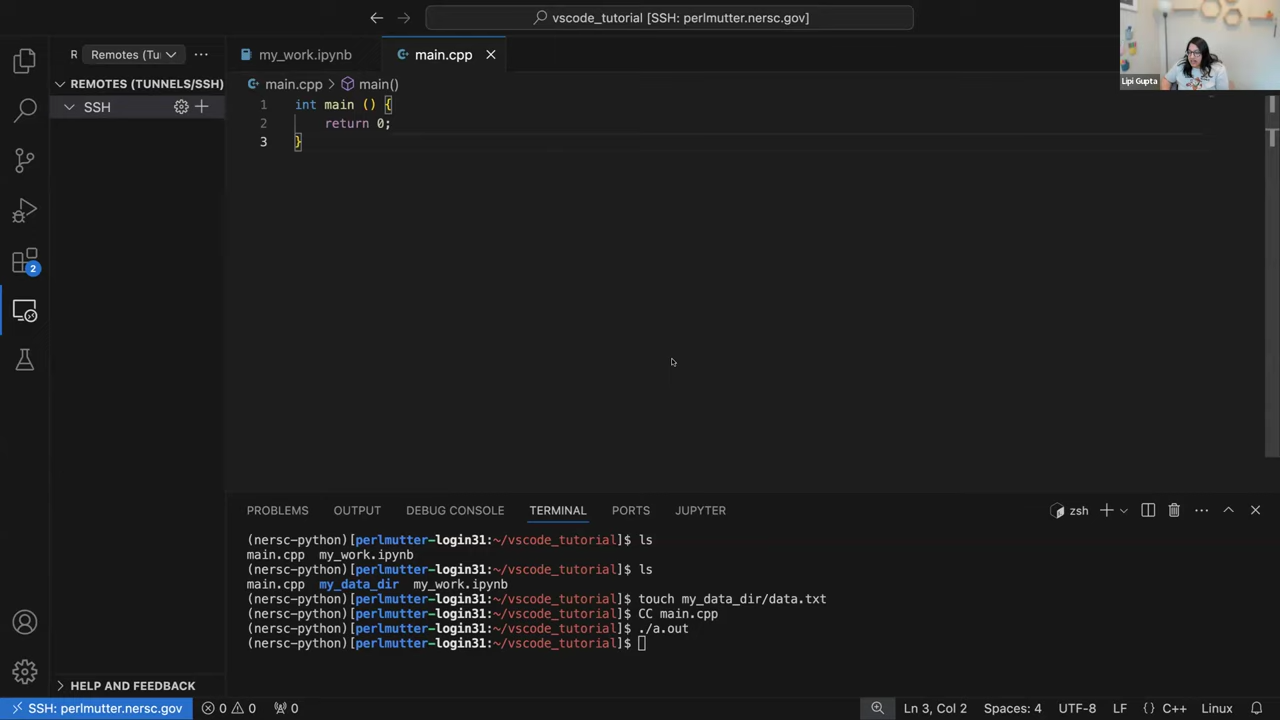 vscode_tutorial [SSH: perlmutter.nersc.gov]
Lipi Gupta
R Remotes (Tu
my_work.ipynb
main.cpp
REMOTES (TUNNELS/SSH)
SSH
main.cpp > main()
1 int main () {
2 return 0;
3 }
2
PROBLEMS OUTPUT DEBUG CONSOLE TERMINAL PORTS JUPYTER
zsh
(nersc-python)[perlmutter-login31:~/vscode_tutorial]$ ls
main.cpp my_work.ipynb
(nersc-python)[perlmutter-login31:~/vscode_tutorial]$ ls
main.cpp my_data_dir my_work.ipynb
(nersc-python)[perlmutter-login31:~/vscode_tutorial]$ touch my_data_dir/data.txt
(nersc-python)[perlmutter-login31:~/vscode_tutorial]$ CC main.cpp
(nersc-python)[perlmutter-login31:~/vscode_tutorial]$ ./a.out
(nersc-python)[perlmutter-login31:~/vscode_tutorial]$
HELP AND FEEDBACK
SSH: perlmutter.nersc.gov 0 0 0 Ln 3, Col 2 Spaces: 4 UTF-8 LF {} C++ Linux